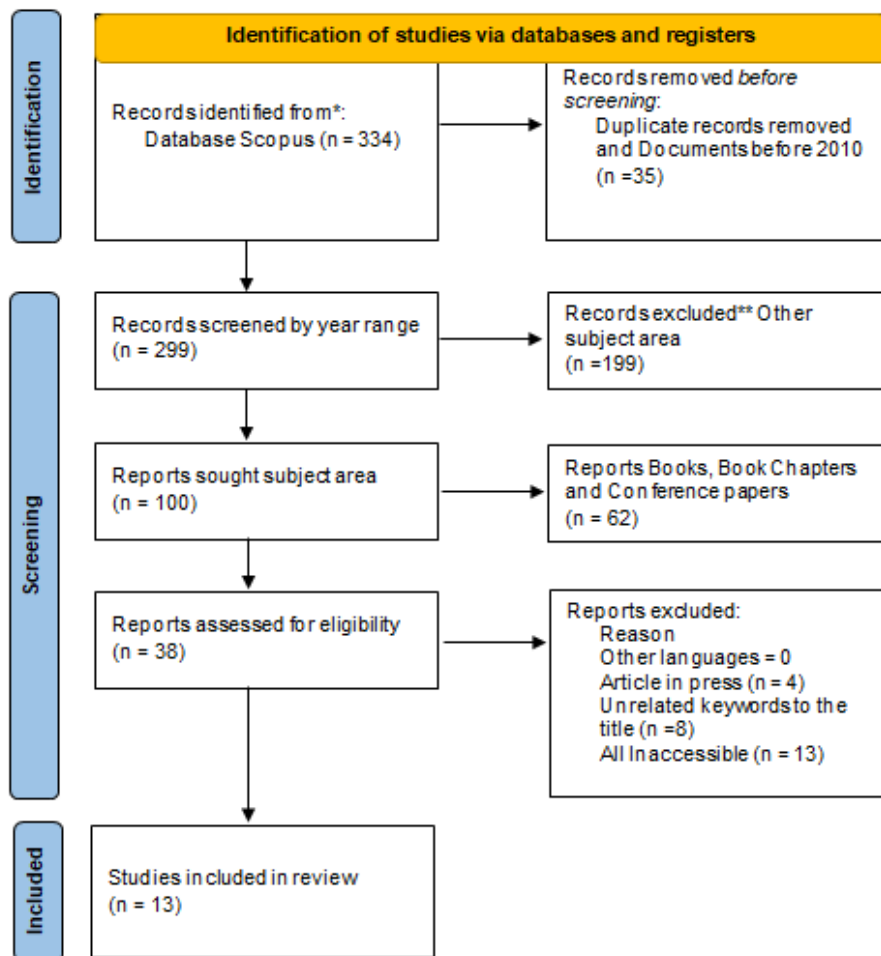 Identification of studies via databases and registers
Identification
Records identified from*:
Database Scopus (n = 334)
Records removed before
screening:
Duplicate records removed
and Documents before 2010
(n =35)
Screening
Records screened by year range
(n = 299)
Records excluded** Other
subject area
(n =199)
Reports sought subject area
(n = 100)
Reports Books, Book Chapters
and Conference papers
(n = 62)
Reports assessed for eligibility
(n = 38)
Reports excluded:
Reason
Other languages = 0
Article in press (n = 4)
Unrelated keywords to the
title (n =8)
All Inaccessible (n = 13)
Included
Studies included in review
(n = 13)